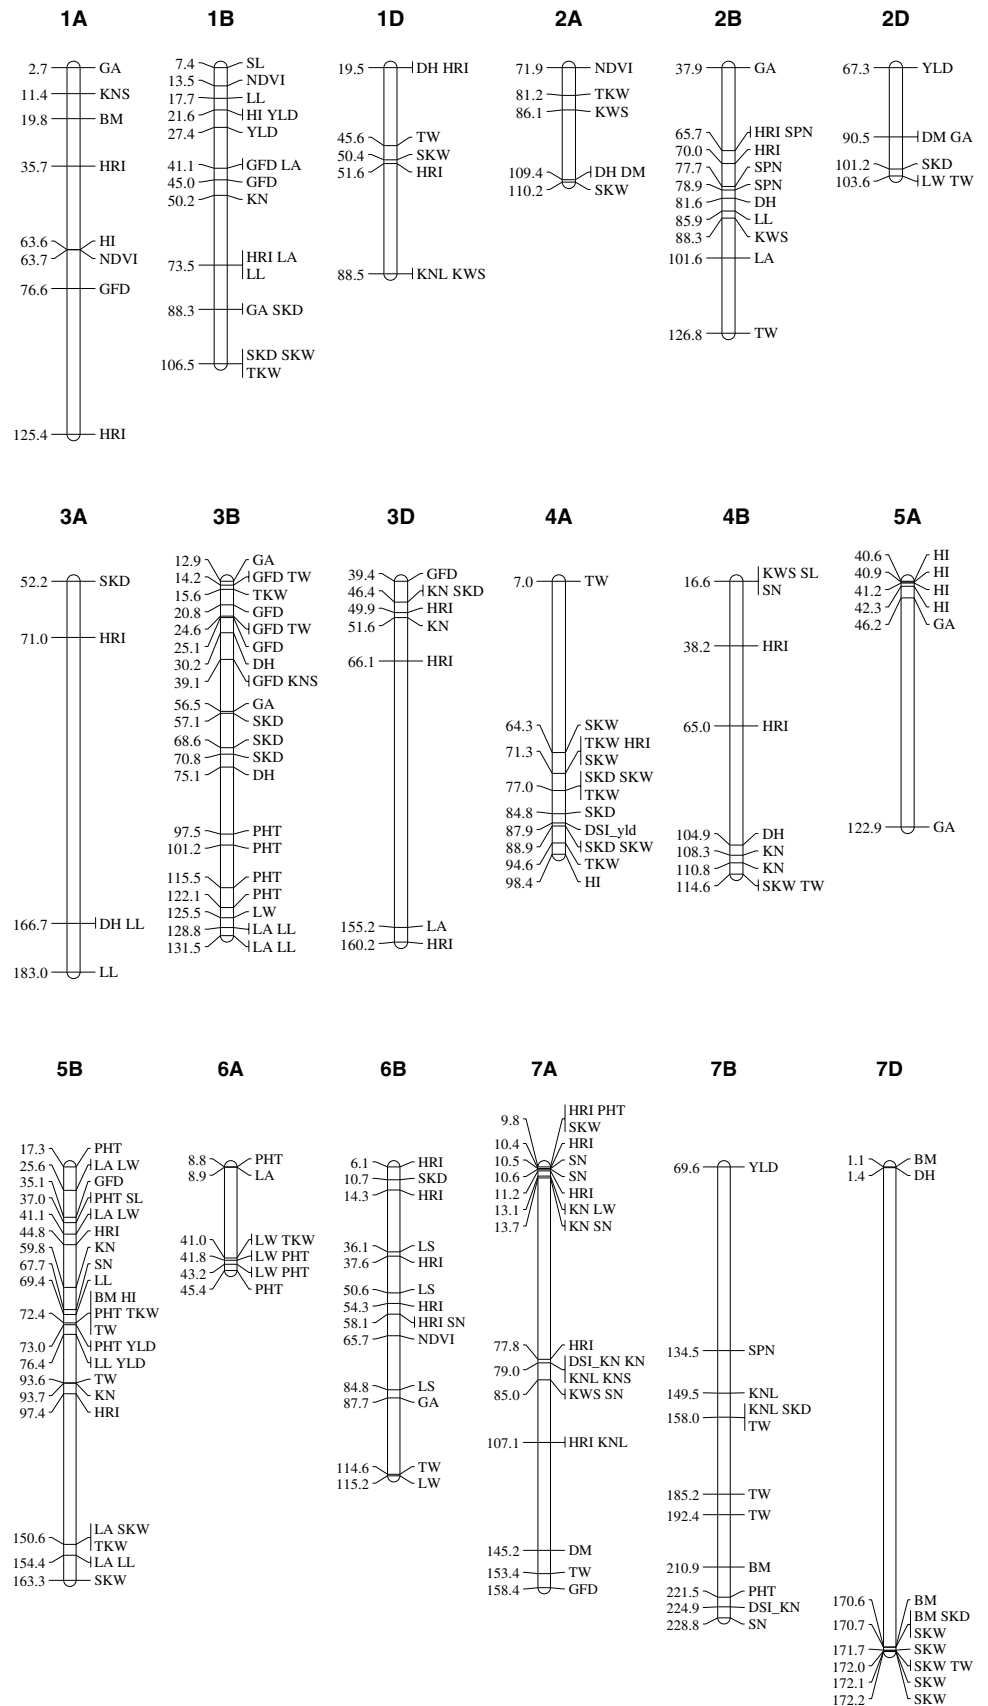 1A
2.7 GA
11.4 KNS
19.8 BM
35.7 HRI
63.6 HI
63.7 NDVI
76.6 GFD
125.4 HRI
1B
7.4 SL
13.5 NDVI
17.7 LL
21.6 HI YLD
27.4 YLD
41.1 GFD LA
45.0 GFD
50.2 KN
73.5 HRI LA
LL
88.3 GA SKD
106.5 SKD SKW
TKW
1D
19.5 DH HRI
45.6 TW
50.4 SKW
51.6 HRI
88.5 KNL KWS
2A
71.9 NDVI
81.2 TKW
86.1 KWS
109.4 DH DM
110.2 SKW
2B
37.9 GA
65.7 HRI SPN
70.0 HRI
77.7 SPN
78.9 SPN
81.6 DH
85.9 LL
88.3 KWS
101.6 LA
126.8 TW
2D
67.3 YLD
90.5 DM GA
101.2 SKD
103.6 LW TW
3A
52.2 SKD
71.0 HRI
166.7 DH LL
183.0 LL
3B
12.9 GA
14.2 GFD TW
15.6 TKW
20.8 GFD
24.6 GFD TW
25.1 GFD
30.2 DH
39.1 GFD KNS
56.5 GA
57.1 SKD
68.6 SKD
70.8 SKD
75.1 DH
97.5 PHT
101.2 PHT
115.5 PHT
122.1 PHT
125.5 LW
128.8 LA LL
131.5 LA LL
3D
39.4 GFD
46.4 KN SKD
49.9 HRI
51.6 KN
66.1 HRI
155.2 LA
160.2 HRI
4A
7.0 TW
64.3 SKW
71.3 TKW HRI
SKW
77.0 SKD SKW
TKW
84.8 SKD
87.9 DSI_yld
88.9 SKD SKW
94.6 TKW
98.4 HI
4B
16.6 KWS SL
SN
38.2 HRI
65.0 HRI
104.9 DH
108.3 KN
110.8 KN
114.6 SKW TW
5A
40.6 HI
40.9 HI
41.2 HI
42.3 HI
46.2 GA
122.9 GA
5B
17.3 PHT
25.6 LA LW
35.1 GFD
37.0 PHT SL
41.1 LA LW
44.8 HRI
59.8 KN
67.7 SN
69.4 LL
BM HI
72.4 PHT TKW
TW
73.0 PHT YLD
76.4 LL YLD
93.6 TW
93.7 KN
97.4 HRI
150.6 LA SKW
TKW
154.4 LA LL
163.3 SKW
6A
8.8 PHT
8.9 LA
41.0 LW TKW
41.8 LW PHT
43.2 LW PHT
45.4 PHT
6B
6.1 HRI
10.7 SKD
14.3 HRI
36.1 LS
37.6 HRI
50.6 LS
54.3 HRI
58.1 HRI SN
65.7 NDVI
84.8 LS
87.7 GA
114.6 TW
115.2 LW
7A
9.8 HRI PHT
SKW
10.4 HRI
10.5 SN
10.6 SN
11.2 HRI
13.1 KN LW
13.7 KN SN
77.8 HRI
79.0 DSI_KN KN
KNL KNS
85.0 KWS SN
107.1 HRI KNL
145.2 DM
153.4 TW
158.4 GFD
7B
69.6 YLD
134.5 SPN
149.5 KNL
158.0 KNL SKD
TW
185.2 TW
192.4 TW
210.9 BM
221.5 PHT
224.9 DSI_KN
228.8 SN
7D
1.1 BM
1.4 DH
170.6 BM
170.7 BM SKD
SKW
171.7 SKW
172.0 SKW TW
172.1 SKW
172.2 SKW